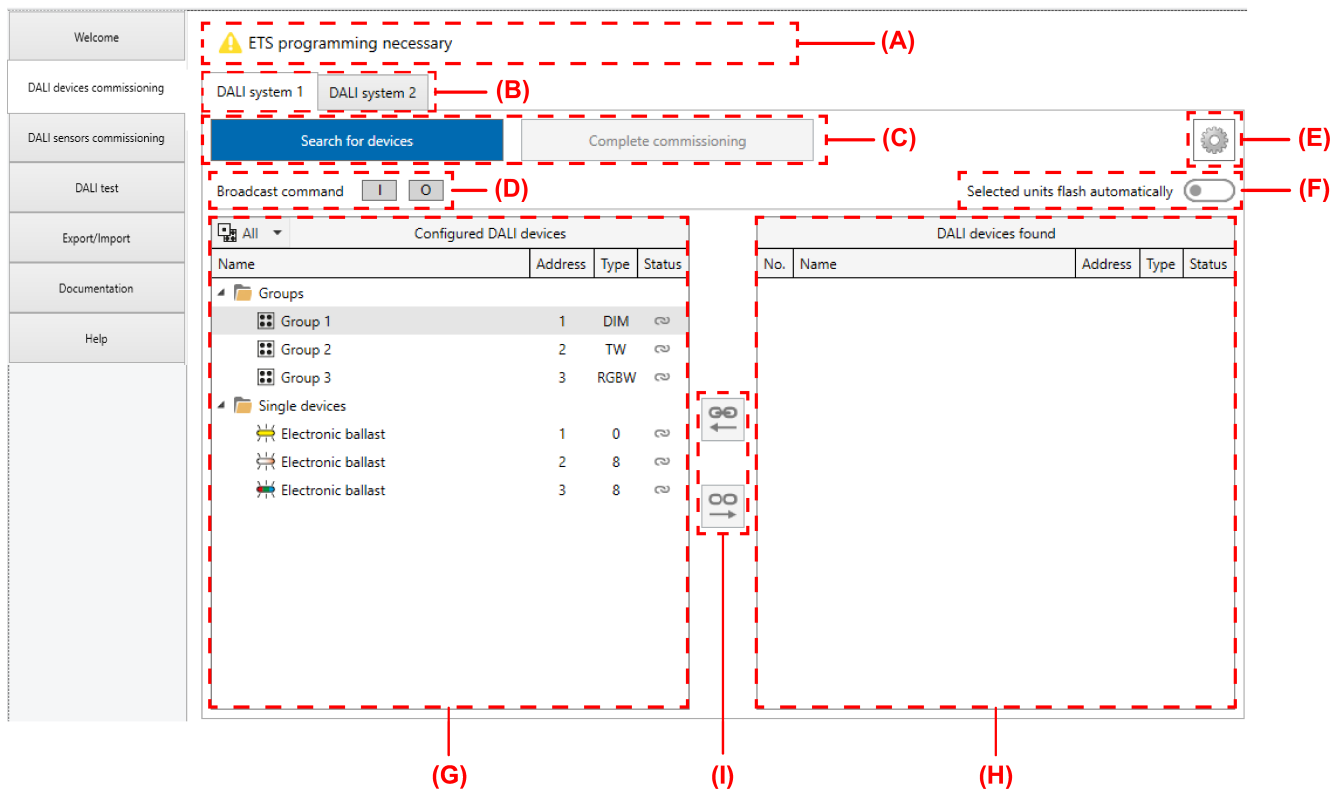 Welcome
DALI devices commissioning
DALI sensors commissioning
DALI test
Export/Import
Documentation
Help
ETS programming necessary
(A)
DALI system 1 DALI system 2
(B)
Search for devices Complete commissioning
(C)
(E)
Broadcast command I O
(D)
Selected units flash automatically
(F)
All Configured DALI devices
Name Address Type Status
Groups
Group 1 1 DIM
Group 2 2 TW
Group 3 3 RGBW
Single devices
Electronic ballast 1 0
Electronic ballast 2 8
Electronic ballast 3 8
DALI devices found
No. Name Address Type Status
(G)
(I)
(H)